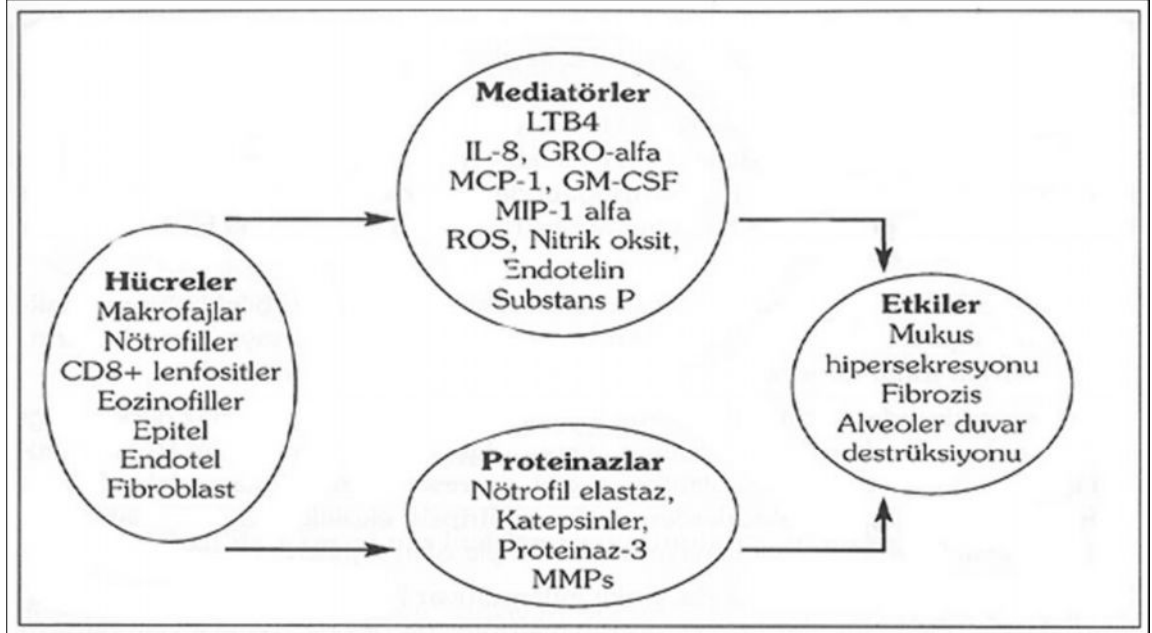 Mediatörler
LTB4
IL-8, GRO-alfa
MCP-1, GM-CSF
MIP-1 alfa
ROS, Nitrik oksit,
Endotelin
Substans P
Hücreler
Makrofajlar
Nötrofiller
CD8+ lenfositler
Eozinofiller
Epitel
Endotel
Fibroblast
Proteinazlar
Nötrofil elastaz,
Katepsinler,
Proteinaz-3
MMPs
Etkiler
Mukus
hipersekresyonu
Fibrozis
Alveoler duvar
destrüksiyonu